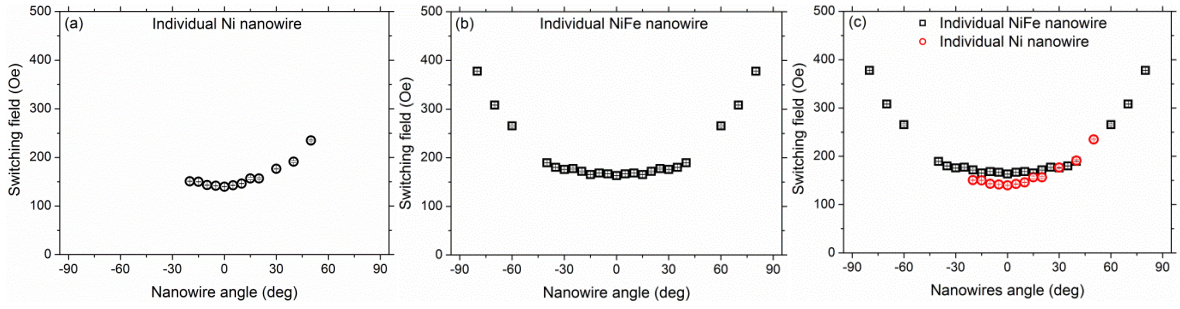 (a) Individual Ni nanowire
500
400
300
200
100
0
Switching field (Oe)
-90 -60 -30 0 30 60 90
Nanowire angle (deg)
(b) Individual NiFe nanowire
500
400
300
200
100
0
Switching field (Oe)
-90 -60 -30 0 30 60 90
Nanowire angle (deg)
(c) Individual NiFe nanowire
Individual Ni nanowire
500
400
300
200
100
0
Switching field (Oe)
-90 -60 -30 0 30 60 90
Nanowires angle (deg)